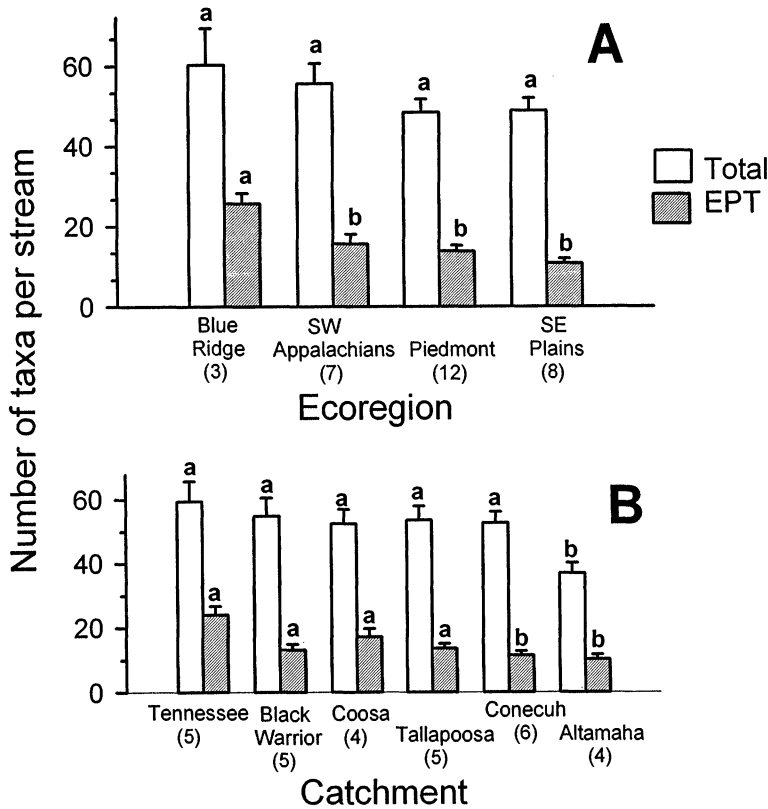 A
a
a
a
a
a
b
b
b
60
40
20
0
Total
EPT
Blue
Ridge
(3)
SW
Appalachians
(7)
Piedmont
(12)
SE
Plains
(8)
Ecoregion
Number of taxa per stream
B
a
a
a
a
a
b
a
a
a
a
b
b
60
40
20
0
Tennessee
(5)
Black
Warrior
(5)
Coosa
(4)
Tallapoosa
(5)
Conecuh
(6)
Altamaha
(4)
Catchment